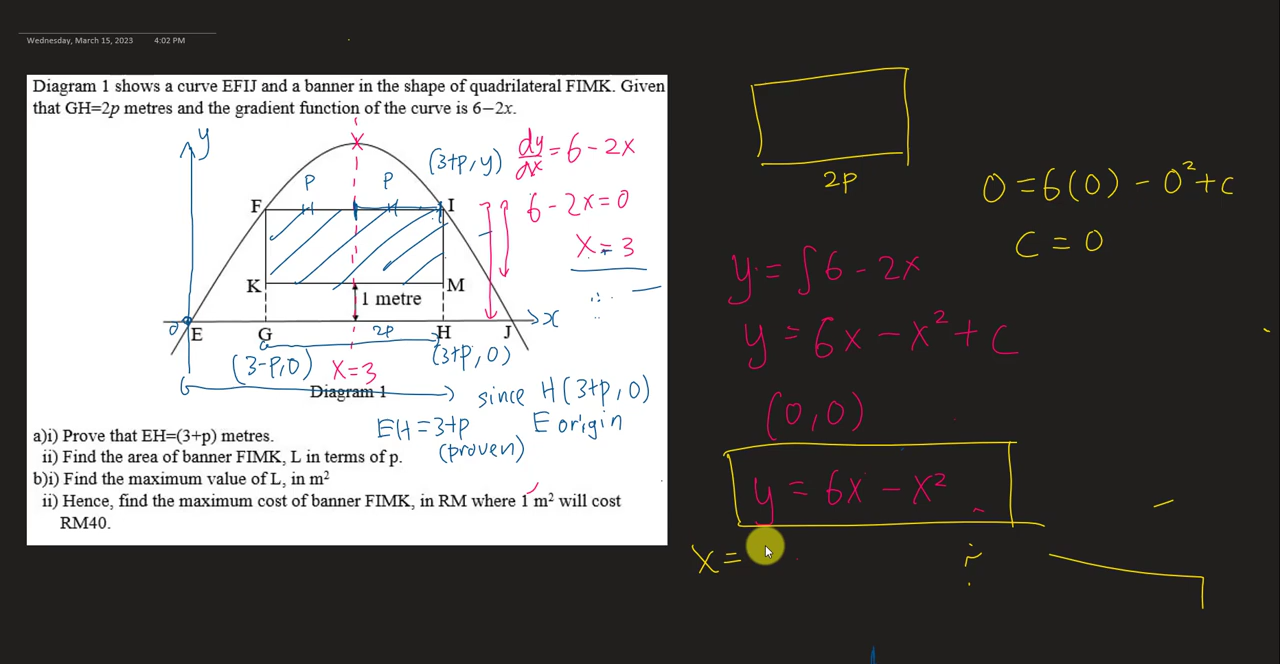 Wednesday, March 15, 2023 4:02 PM
Diagram 1 shows a curve EFIJ and a banner in the shape of quadrilateral FIMK. Given
that GH=2p metres and the gradient function of the curve is 6−2x.
y
X
(3+p, y)
dy/dx = 6 - 2x
P P
F I
6 - 2x = 0
x = 3
K M
1 metre
∴
0 E G 2p H J x
(3-p, 0) x=3 (3+p, 0)
Diagram 1
since H (3+p, 0)
EH = 3+p E origin
(proven)
a)i) Prove that EH=(3+p) metres.
ii) Find the area of banner FIMK, L in terms of p.
b)i) Find the maximum value of L, in m²
ii) Hence, find the maximum cost of banner FIMK, in RM where 1 m² will cost
RM40.
2p
0 = 6(0) - 0² + c
c = 0
y = ∫ 6 - 2x
y = 6x - x² + c
(0, 0)
y = 6x - x²
x =